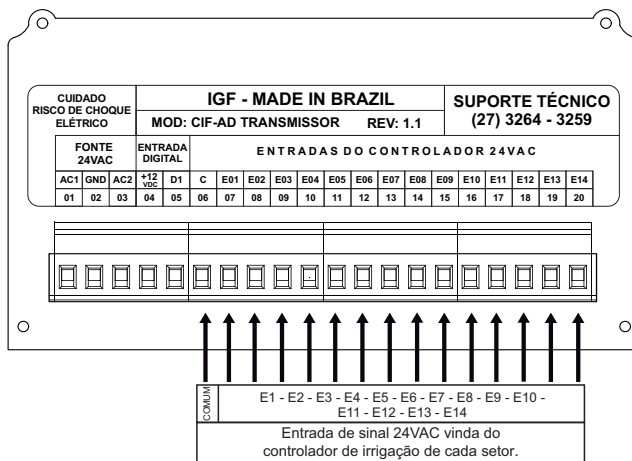 CUIDADO
RISCO DE CHOQUE
ELÉTRICO
IGF - MADE IN BRAZIL
MOD: CIF-AD TRANSMISSOR REV: 1.1
SUPORTE TÉCNICO
(27) 3264 - 3259
FONTE
24VAC
ENTRADA
DIGITAL
ENTRADAS DO CONTROLADOR 24VAC
AC1 GND AC2 +12 VDC D1 C E01 E02 E03 E04 E05 E06 E07 E08 E09 E10 E11 E12 E13 E14
01 02 03 04 05 06 07 08 09 10 11 12 13 14 15 16 17 18 19 20
COMUM
E1 - E2 - E3 - E4 - E5 - E6 - E7 - E8 - E9 - E10 -
E11 - E12 - E13 - E14
Entrada de sinal 24VAC vinda do
controlador de irrigação de cada setor.